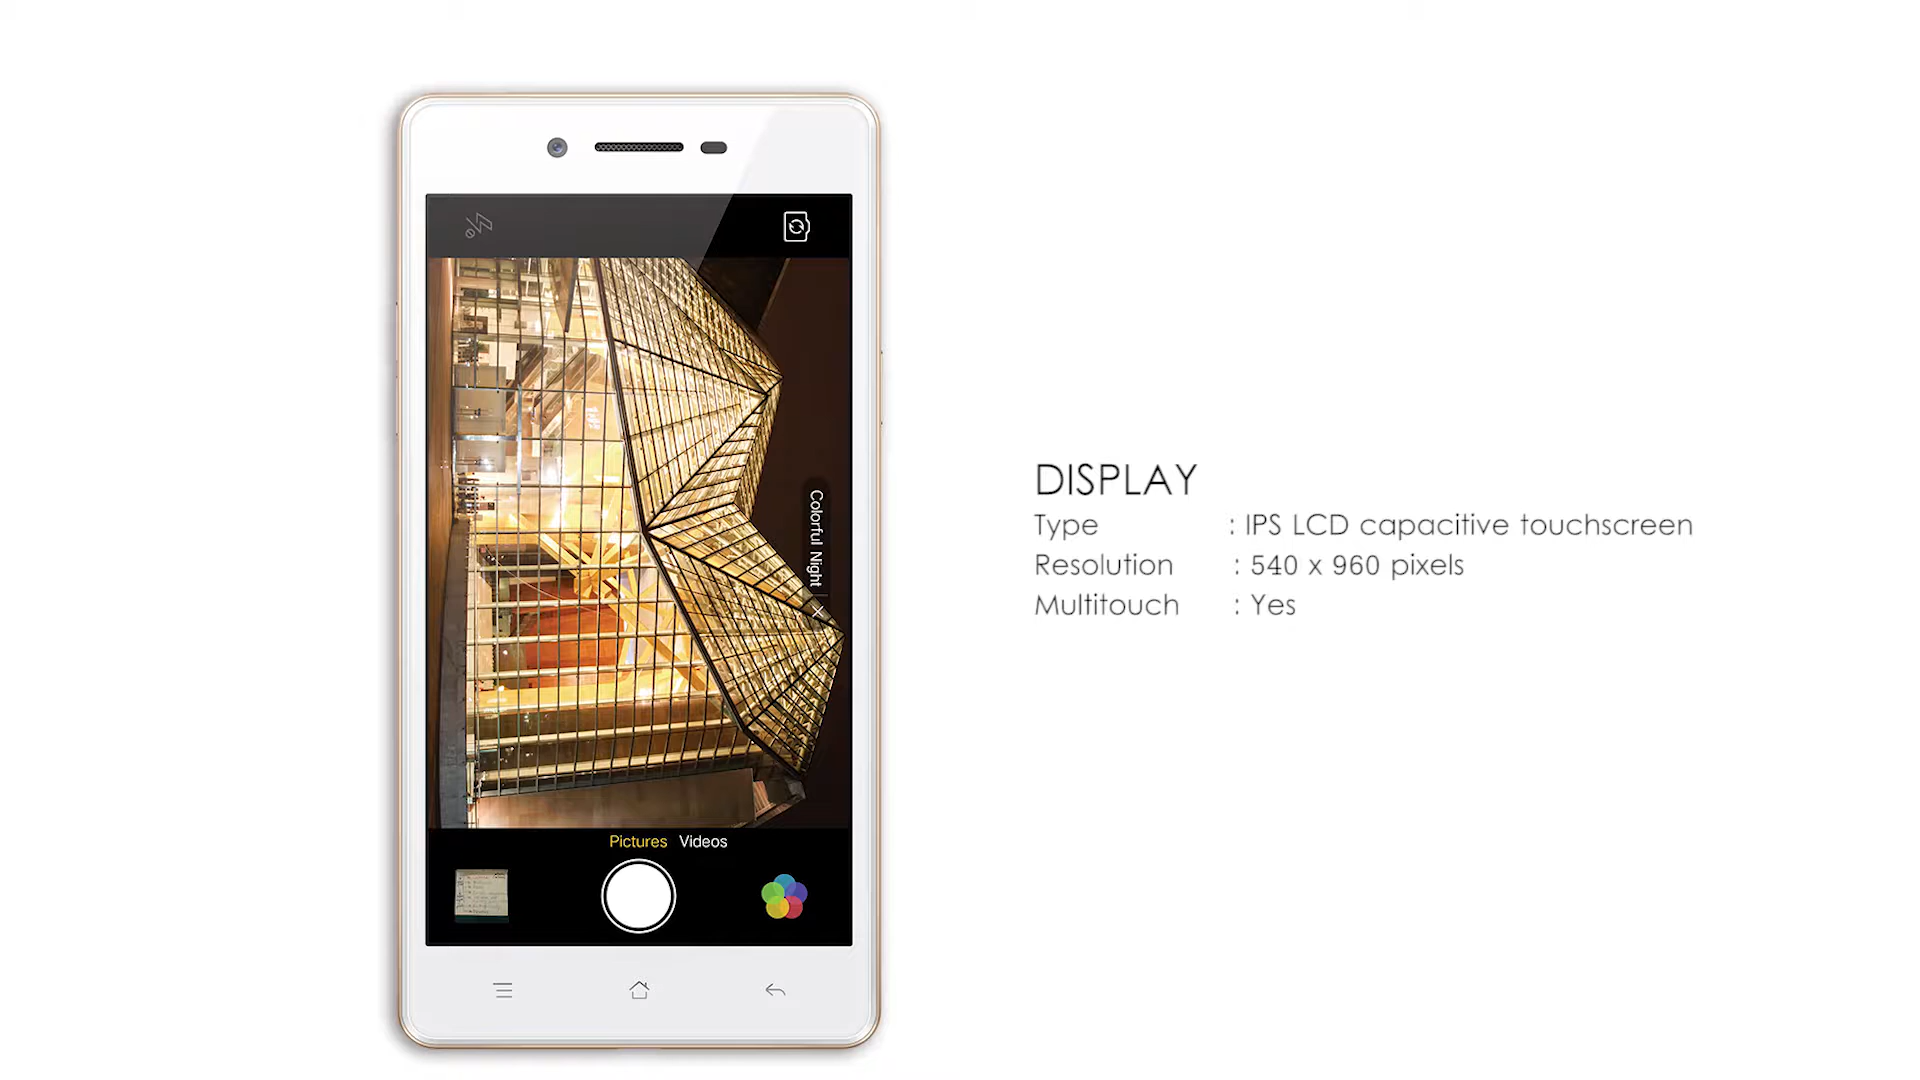 Colorful Night
Pictures Videos
DISPLAY
Type : IPS LCD capacitive touchscreen
Resolution : 540 x 960 pixels
Multitouch : Yes